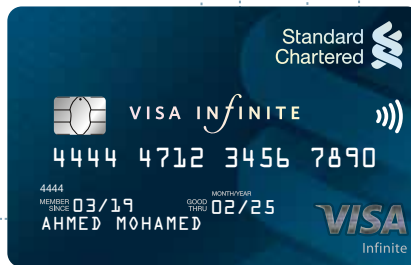 Standard
Chartered
VISA INfINITE
4444 4712 3456 7890
4444
MEMBER SINCE 03/19 GOOD THRU MONTH/YEAR 02/25
AHMED MOHAMED
VISA
Infinite